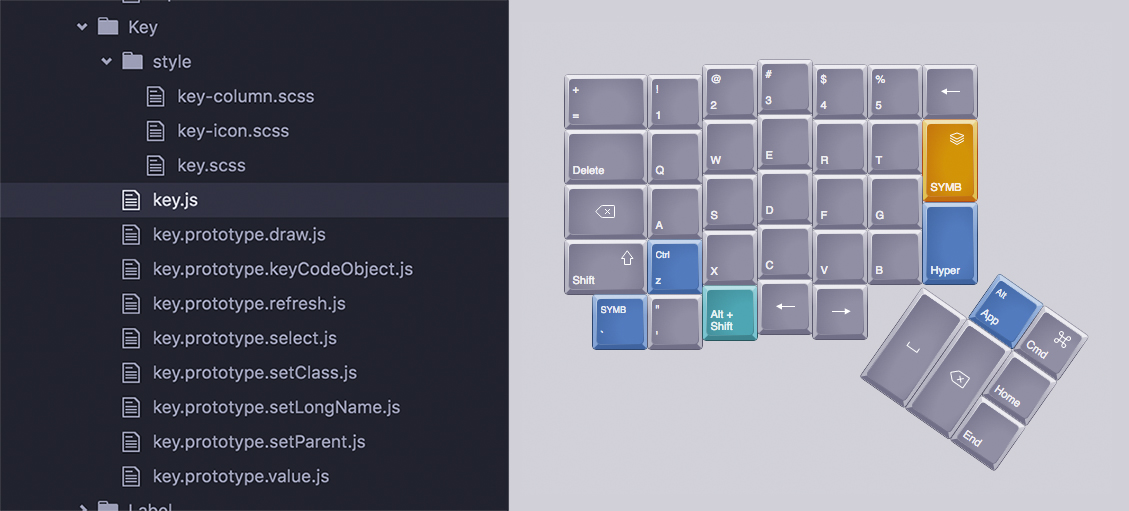 Key
style
key-column.scss
key-icon.scss
key.scss
key.js
key.prototype.draw.js
key.prototype.keyCodeObject.js
key.prototype.refresh.js
key.prototype.select.js
key.prototype.setClass.js
key.prototype.setLongName.js
key.prototype.setParent.js
key.prototype.value.js
Label
+
=
!
1
@
2
#
3
$
4
%
5
Delete
Q
W
E
R
T
SYMB
A
S
D
F
G
Shift
Ctrl
z
X
C
V
B
Hyper
SYMB
`
"
'
Alt +
Shift
Alt
App
Cmd
Home
End